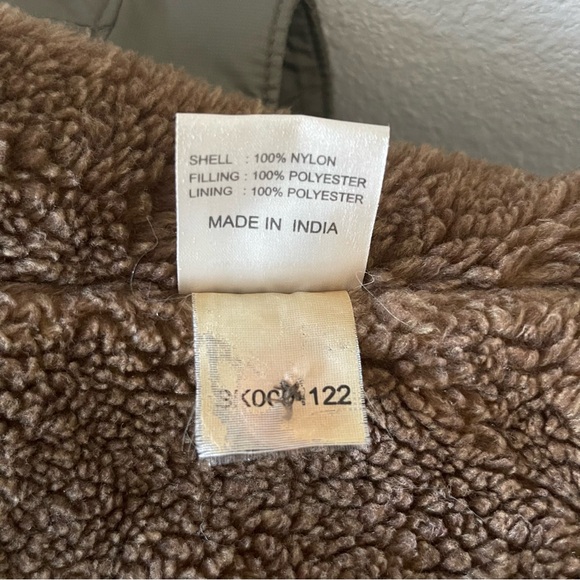 SHELL : 100% NYLON
FILLING : 100% POLYESTER
LINING : 100% POLYESTER
MADE IN INDIA